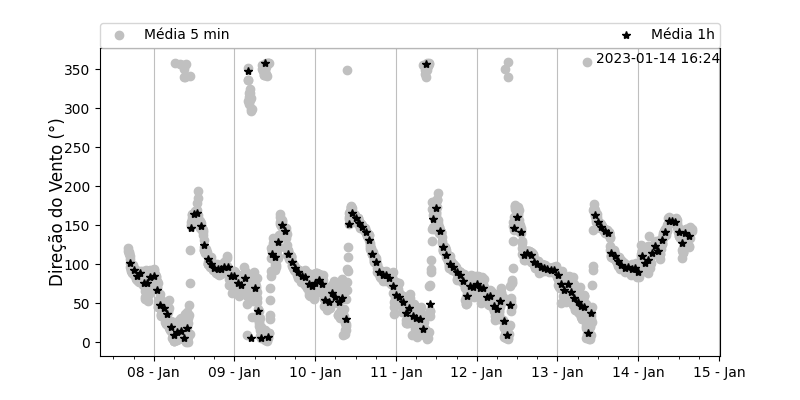 Média 5 min
Média 1h
2023-01-14 16:24
Direção do Vento (°)
350
300
250
200
150
100
50
0
08 - Jan
09 - Jan
10 - Jan
11 - Jan
12 - Jan
13 - Jan
14 - Jan
15 - Jan